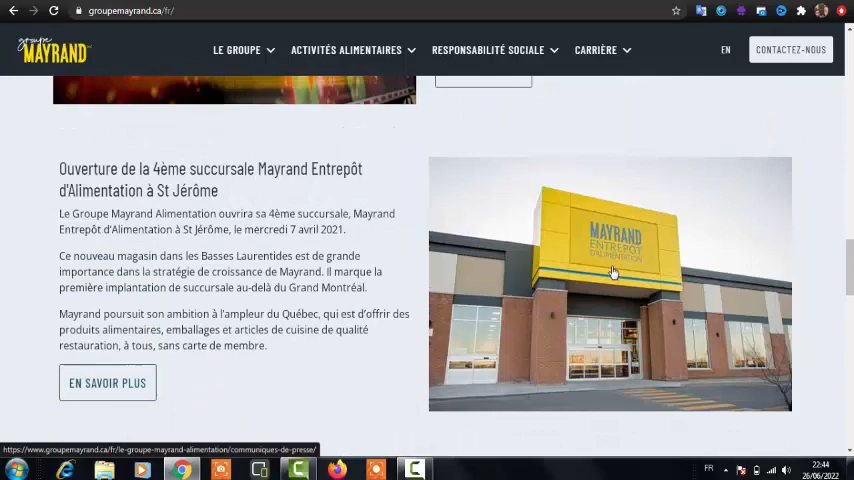 groupemayrand.ca/fr/
groupe
MAYRAND
LE GROUPE
ACTIVITÉS ALIMENTAIRES
RESPONSABILITÉ SOCIALE
CARRIÈRE
EN
CONTACTEZ-NOUS
Ouverture de la 4ème succursale Mayrand Entrepôt
d'Alimentation à St Jérôme
Le Groupe Mayrand Alimentation ouvrira sa 4ème succursale, Mayrand
Entrepôt d'Alimentation à St Jérôme, le mercredi 7 avril 2021.
Ce nouveau magasin dans les Basses Laurentides est de grande
importance dans la stratégie de croissance de Mayrand. Il marque la
première implantation de succursale au-delà du Grand Montréal.
Mayrand poursuit son ambition à l'ampleur du Québec, qui est d'offrir des
produits alimentaires, emballages et articles de cuisine de qualité
restauration, à tous, sans carte de membre.
EN SAVOIR PLUS
MAYRAND
ENTREPÔT
D'ALIMENTATION
https://www.groupemayrand.ca/fr/le-groupe-mayrand-alimentation/communiques-de-presse/
FR
22:44
26/06/2022